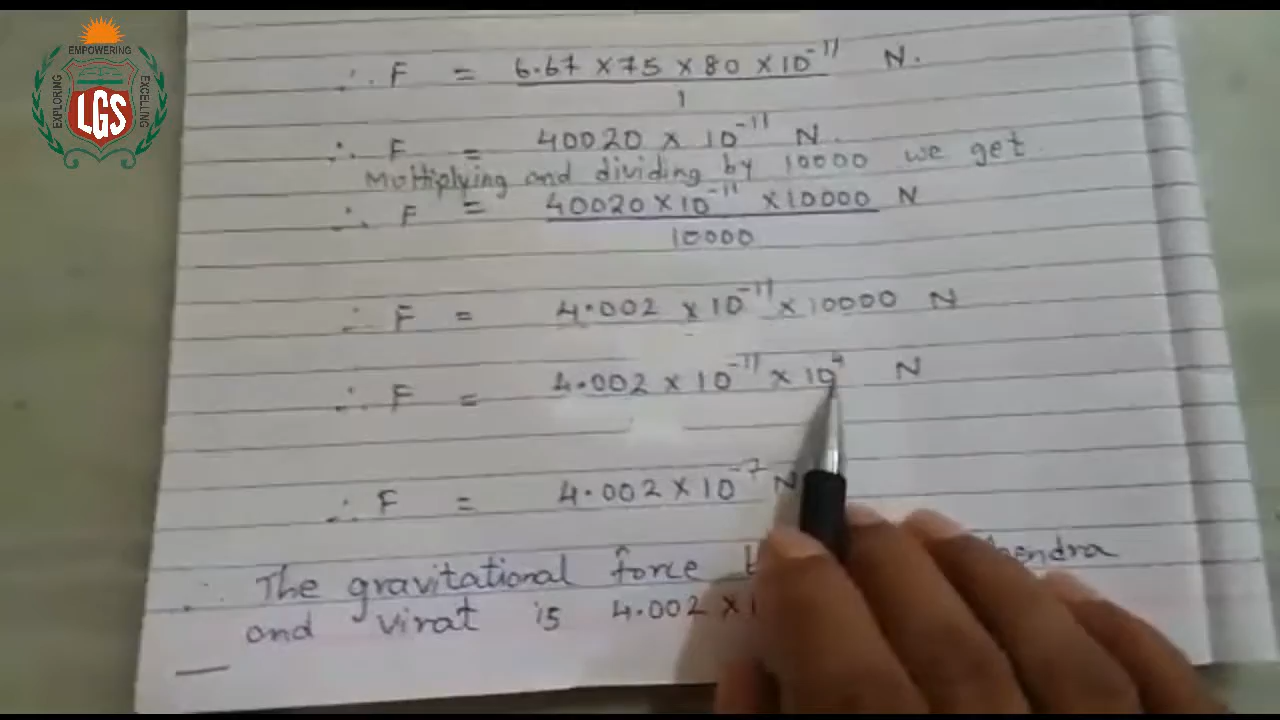 EMPOWERING
EXPLORING
EXCELLING
LGS
∴ F = 6.67 × 75 × 80 × 10⁻¹¹ N.
1
∴ F = 40020 × 10⁻¹¹ N.
Multiplying and dividing by 10000 we get.
∴ F = 40020 × 10⁻¹¹ × 10000 N
10000
∴ F = 4.002 × 10⁻¹¹ × 10000 N
∴ F = 4.002 × 10⁻¹¹ × 10⁴ N
∴ F = 4.002 × 10⁻⁷ N
∴ The gravitational force
and virat is 4.002 ×